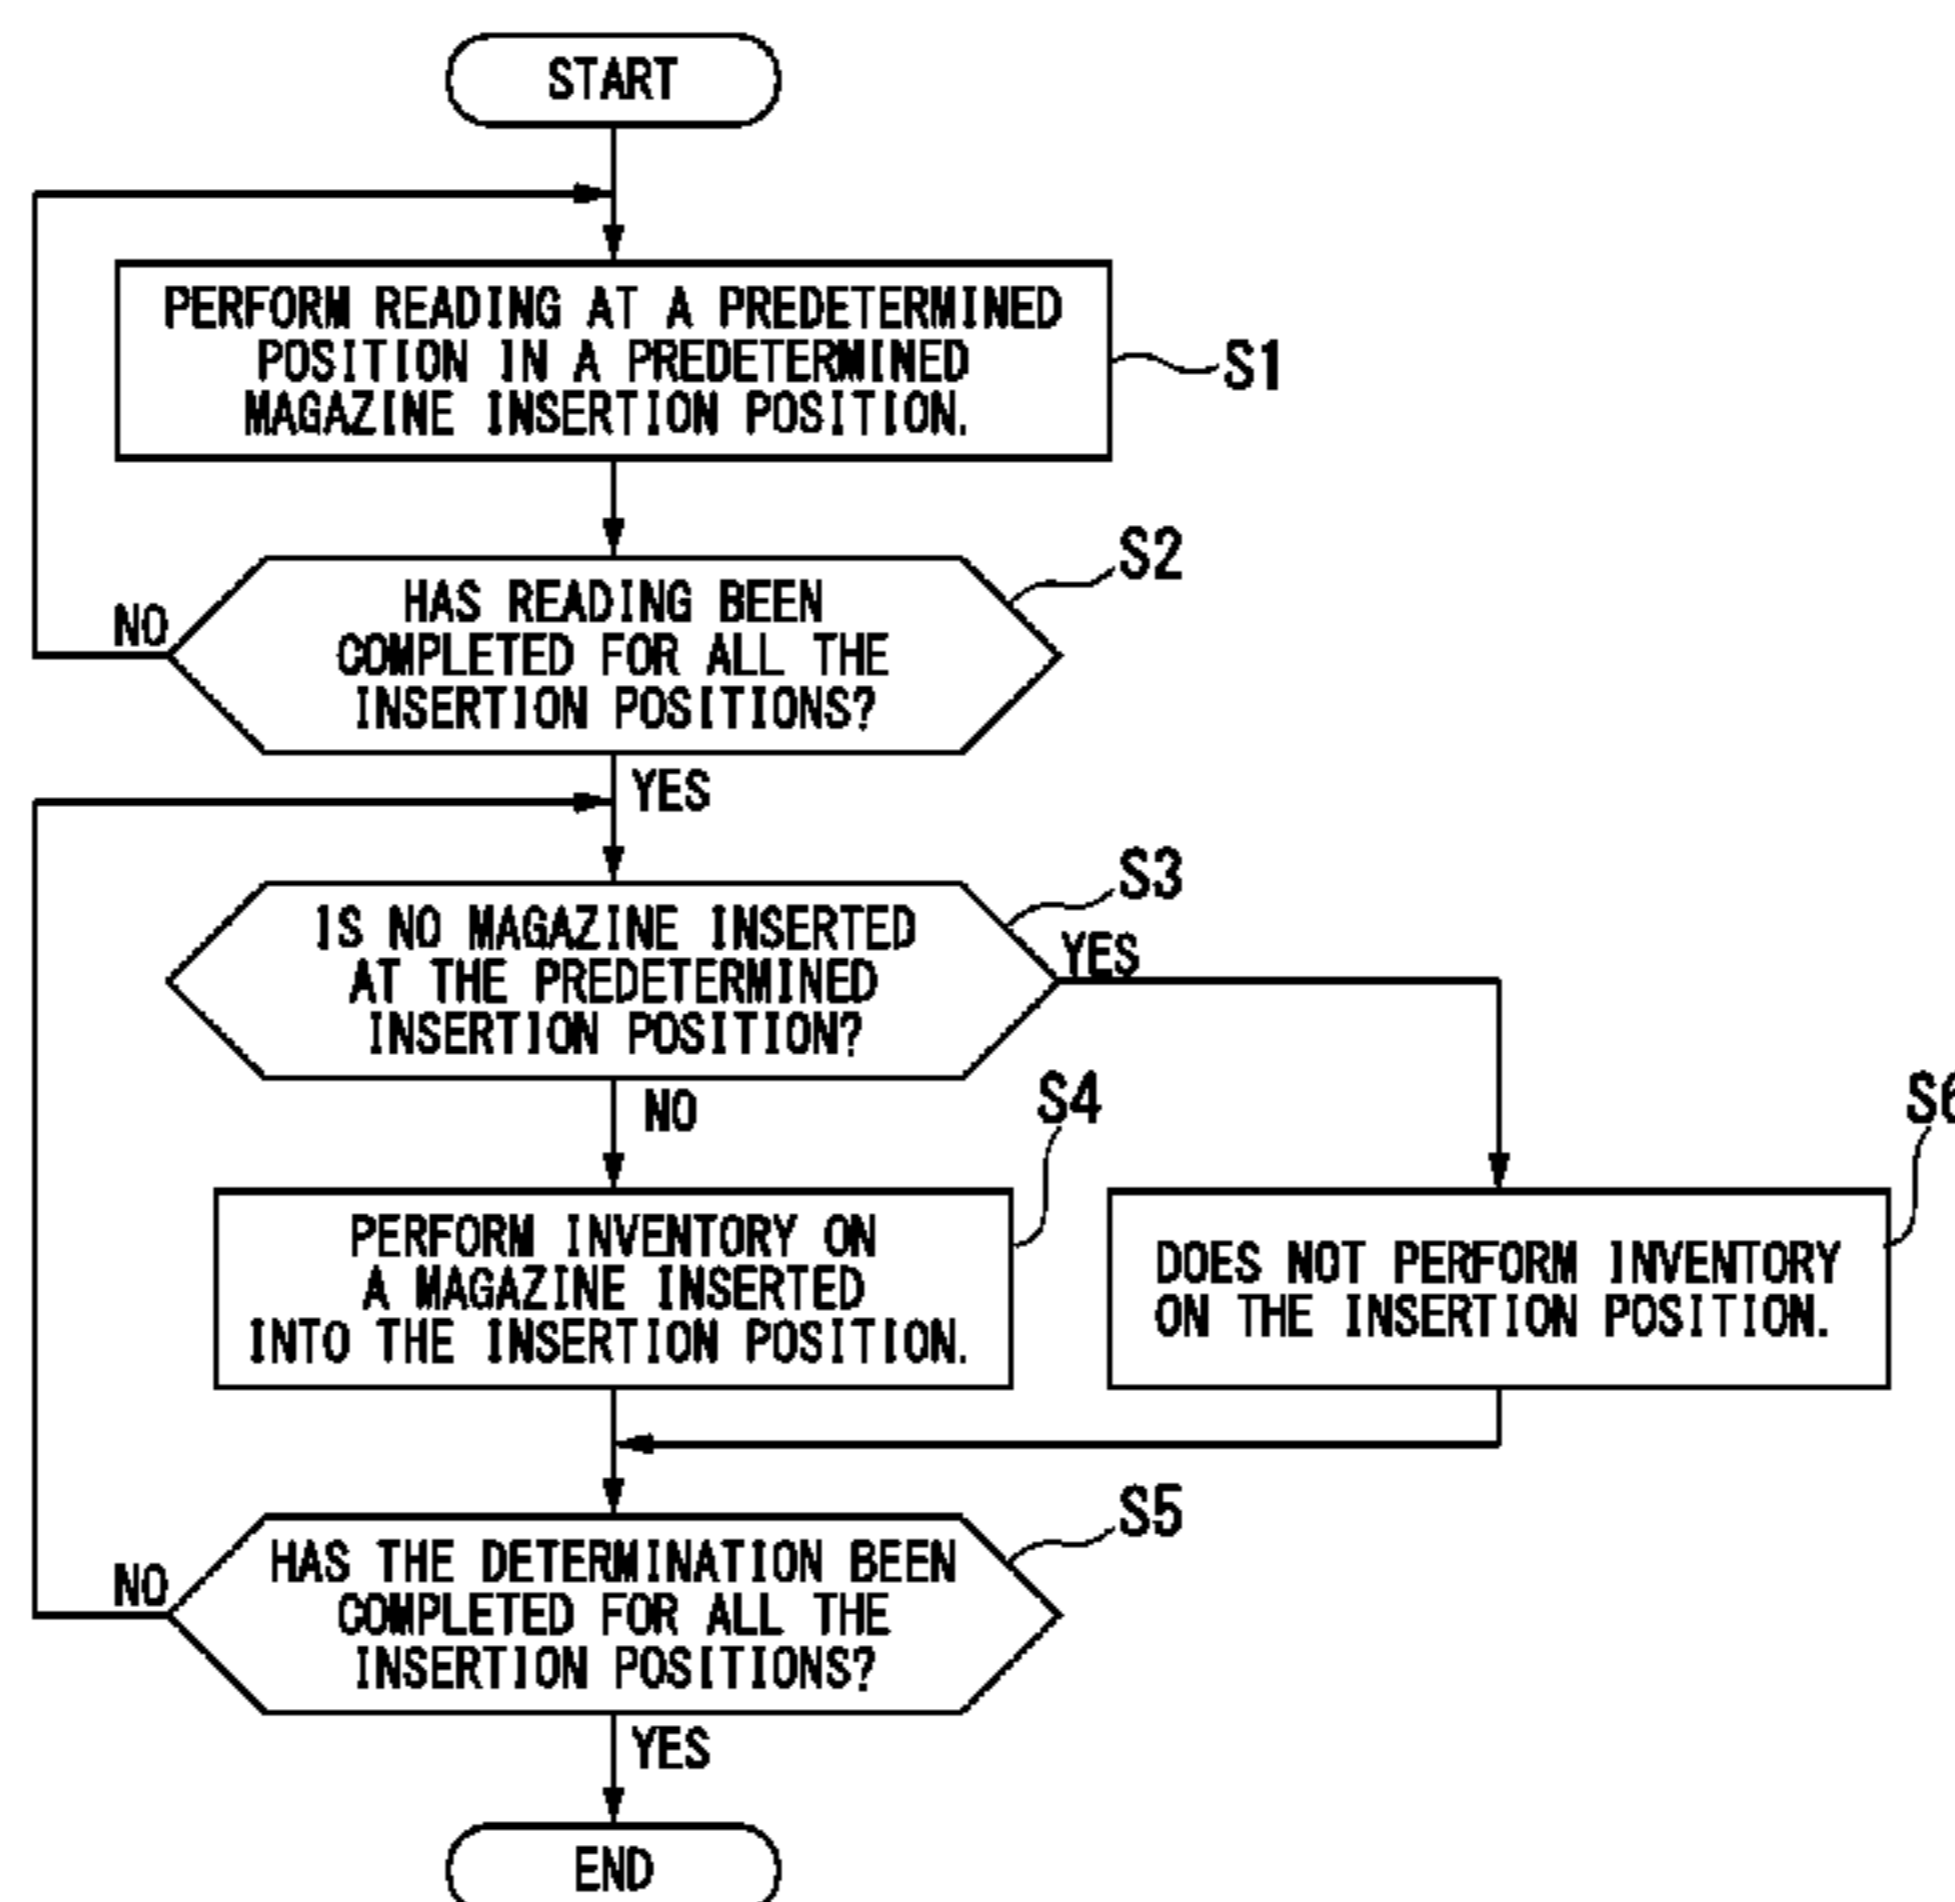 START
PERFORM READING AT A PREDETERMINED
POSITION IN A PREDETERMINED
MAGAZINE INSERTION POSITION.
S1
S2
HAS READING BEEN
COMPLETED FOR ALL THE
INSERTION POSITIONS?
NO
YES
S3
IS NO MAGAZINE INSERTED
AT THE PREDETERMINED
INSERTION POSITION?
YES
NO
S4
S6
PERFORM INVENTORY ON
A MAGAZINE INSERTED
INTO THE INSERTION POSITION.
DOES NOT PERFORM INVENTORY
ON THE INSERTION POSITION.
S5
HAS THE DETERMINATION BEEN
COMPLETED FOR ALL THE
INSERTION POSITIONS?
NO
YES
END